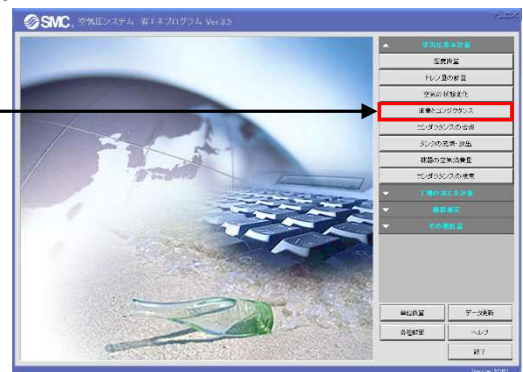 SMC. 空気圧システム 省エネプログラム Ver.3.5
空気圧基本計算
湿度換算
ドレン量の計算
空気の状態変化
流量とコンダクタンス
コンダクタンスの合成
タンクの充填・放出
機器の空気消費量
コンダクタンスの検索
工場の省エネ計算
機器選定
その他計算
単位換算
データ更新
各種設定
ヘルプ
終了